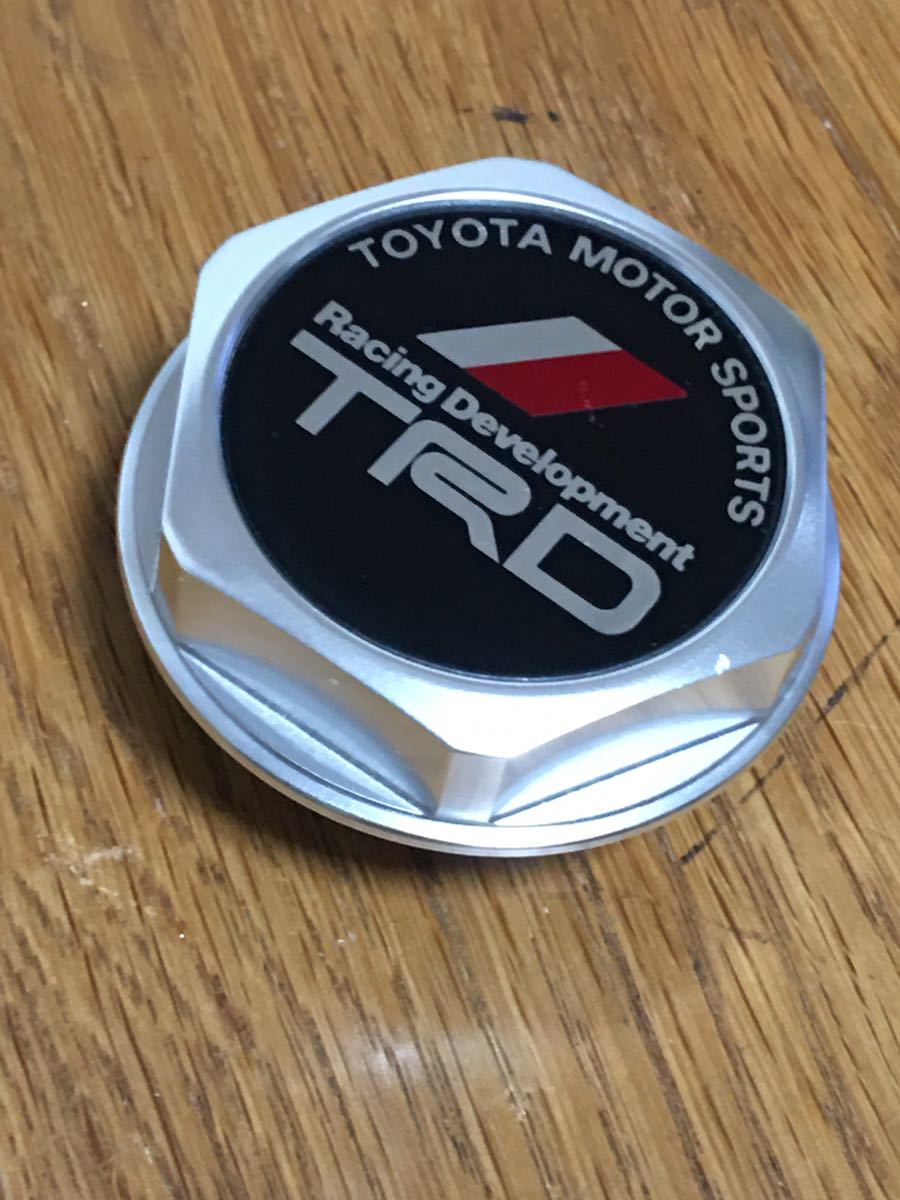 TOYOTA MOTOR SPORTS
Racing Development
TRD